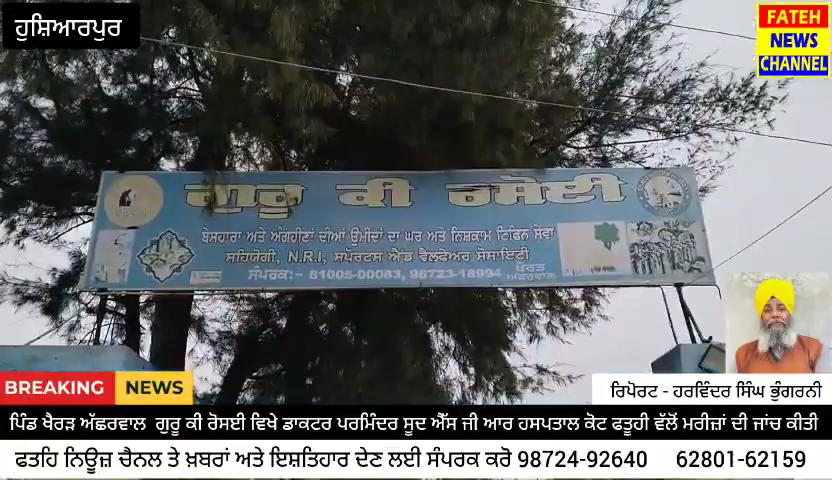 ਹੁਸ਼ਿਆਰਪੁਰ
FATEH
NEWS
CHANNEL
ਗੁਰੂ ਕੀ ਰਸੋਈ
ਬੇਸਹਾਰਾ ਅਤੇ ਅੰਗਹੀਣਾਂ ਦੀਆਂ ਉਮੀਦਾਂ ਦਾ ਘਰ ਅਤੇ ਨਿਸ਼ਕਾਮ ਟਿਫਿਨ ਸੇਵਾ
ਸਹਿਯੋਗੀ, N.R.I, ਸਪੋਰਟਸ ਐਂਡ ਵੈਲਫੇਅਰ ਸੋਸਾਇਟੀ
ਸੰਪਰਕ:- 81005-00083, 98723-18994 ਖੈਰੜ
ਅੱਛਰਵਾਲ
BREAKING NEWS
ਰਿਪੋਰਟ - ਹਰਵਿੰਦਰ ਸਿੰਘ ਭੁੰਗਰਨੀ
ਪਿੰਡ ਖੈਰੜ ਅੱਛਰਵਾਲ ਗੁਰੂ ਕੀ ਰੋਸਈ ਵਿਖੇ ਡਾਕਟਰ ਪਰਮਿੰਦਰ ਸੂਦ ਐੱਸ ਜੀ ਆਰ ਹਸਪਤਾਲ ਕੋਟ ਫਤੂਹੀ ਵੱਲੋਂ ਮਰੀਜ਼ਾਂ ਦੀ ਜਾਂਚ ਕੀਤੀ
ਫਤਹਿ ਨਿਊਜ਼ ਚੈਨਲ ਤੇ ਖ਼ਬਰਾਂ ਅਤੇ ਇਸ਼ਤਿਹਾਰ ਦੇਣ ਲਈ ਸੰਪਰਕ ਕਰੋ 98724-92640 62801-62159